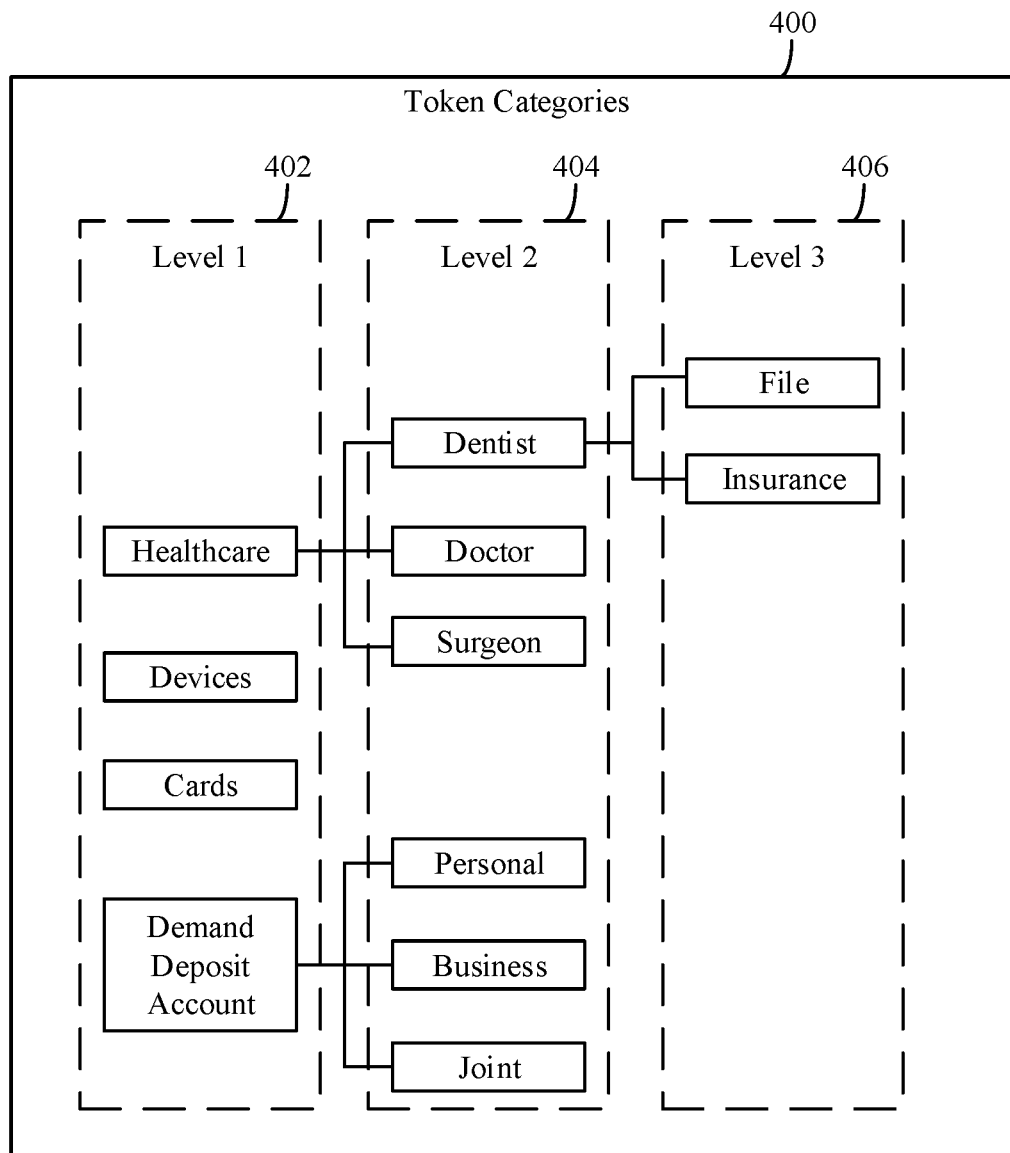 400
Token Categories
402
404
406
Level 1
Level 2
Level 3
File
Dentist
Insurance
Healthcare
Doctor
Surgeon
Devices
Cards
Personal
Demand
Deposit
Account
Business
Joint